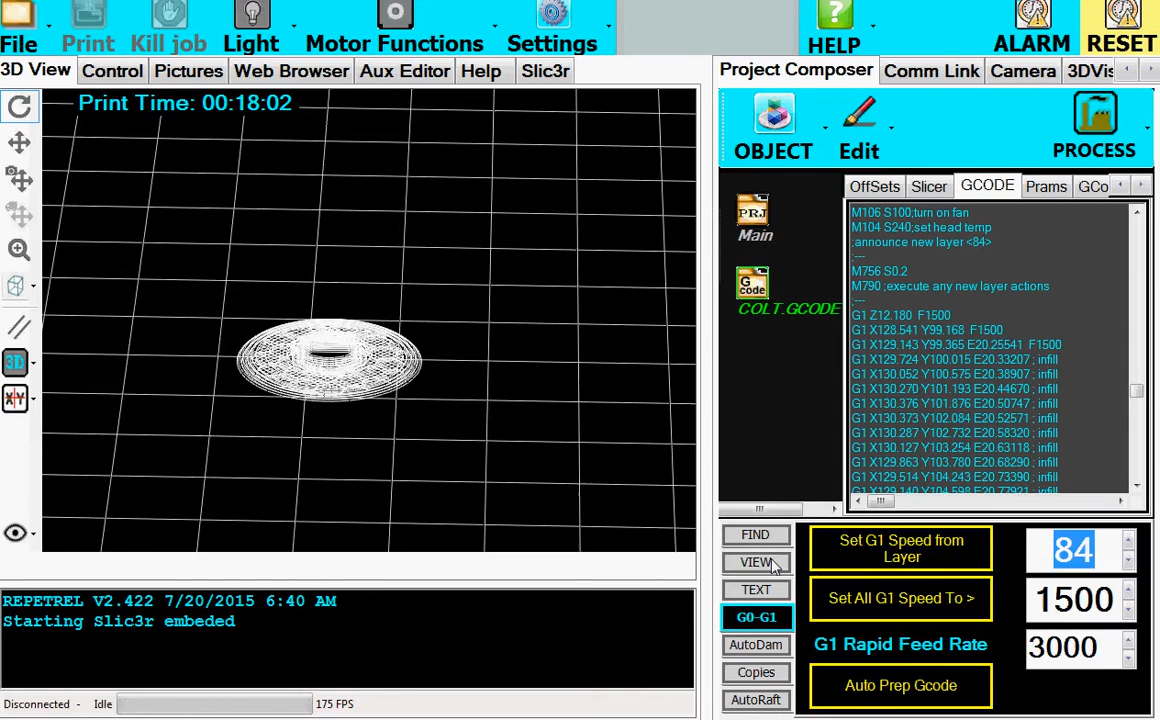 File Print Kill job Light Motor Functions Settings HELP ALARM RESET
3D View Control Pictures Web Browser Aux Editor Help Slic3r
Project Composer Comm Link Camera 3DVis
Print Time: 00:18:02
OBJECT Edit PROCESS
OffSets Slicer GCODE Prams GCo
PRJ
Main
G code
COLT.GCODE
M106 S100;turn on fan
M104 S240;set head temp
;announce new layer <84>
;---
M756 S0.2
M790 ;execute any new layer actions
;---
G1 Z12.180 F1500
G1 X128.541 Y99.168 F1500
G1 X129.143 Y99.365 E20.25541 F1500
G1 X129.724 Y100.015 E20.33207 ; infill
G1 X130.052 Y100.575 E20.38907 ; infill
G1 X130.270 Y101.193 E20.44670 ; infill
G1 X130.376 Y101.876 E20.50747 ; infill
G1 X130.373 Y102.084 E20.52571 ; infill
G1 X130.287 Y102.732 E20.58320 ; infill
G1 X130.127 Y103.254 E20.63118 ; infill
G1 X129.863 Y103.780 E20.68290 ; infill
G1 X129.514 Y104.243 E20.73390 ; infill
G1 X129.140 Y104.598 E20.77921 ; infill
3D
X Y
FIND
VIEW
TEXT
G0-G1
AutoDam
Copies
AutoRaft
Set G1 Speed from
Layer
84
Set All G1 Speed To >
1500
G1 Rapid Feed Rate
3000
Auto Prep Gcode
REPETREL V2.422 7/20/2015 6:40 AM
Starting Slic3r embeded
Disconnected - Idle 175 FPS